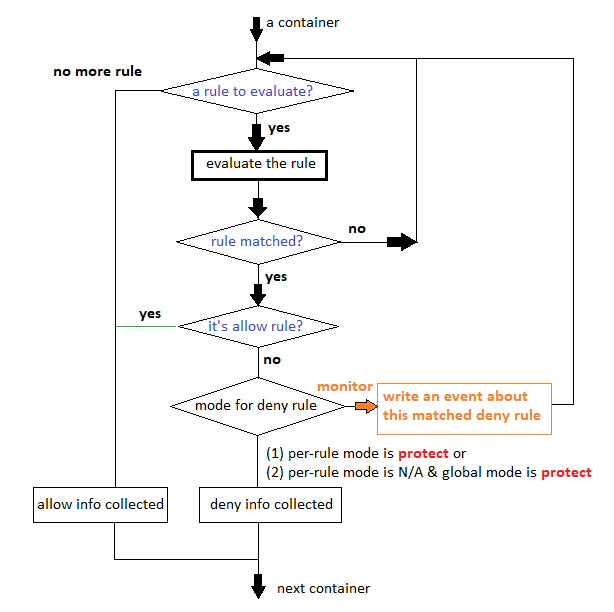 a container
no more rule
a rule to evaluate?
yes
evaluate the rule
rule matched?
no
yes
yes
it's allow rule?
no
monitor
mode for deny rule
write an event about
this matched deny rule
(1) per-rule mode is protect or
(2) per-rule mode is N/A & global mode is protect
allow info collected
deny info collected
next container